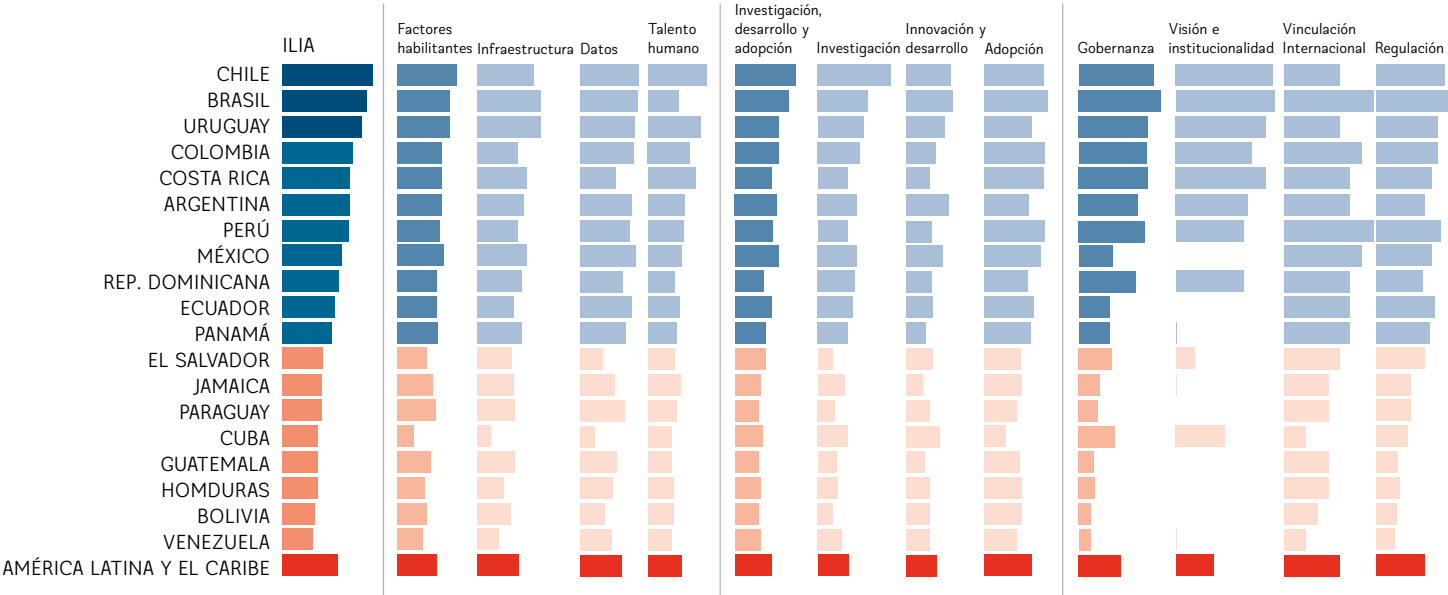 ILIA
Factores
habilitantes
Infraestructura
Datos
Talento
humano
Investigación,
desarrollo y
adopción
Investigación
Innovación y
desarrollo
Adopción
Gobernanza
Visión e
institucionalidad
Vinculación
Internacional
Regulación
CHILE
BRASIL
URUGUAY
COLOMBIA
COSTA RICA
ARGENTINA
PERÚ
MÉXICO
REP. DOMINICANA
ECUADOR
PANAMÁ
EL SALVADOR
JAMAICA
PARAGUAY
CUBA
GUATEMALA
HOMDURAS
BOLIVIA
VENEZUELA
AMÉRICA LATINA Y EL CARIBE